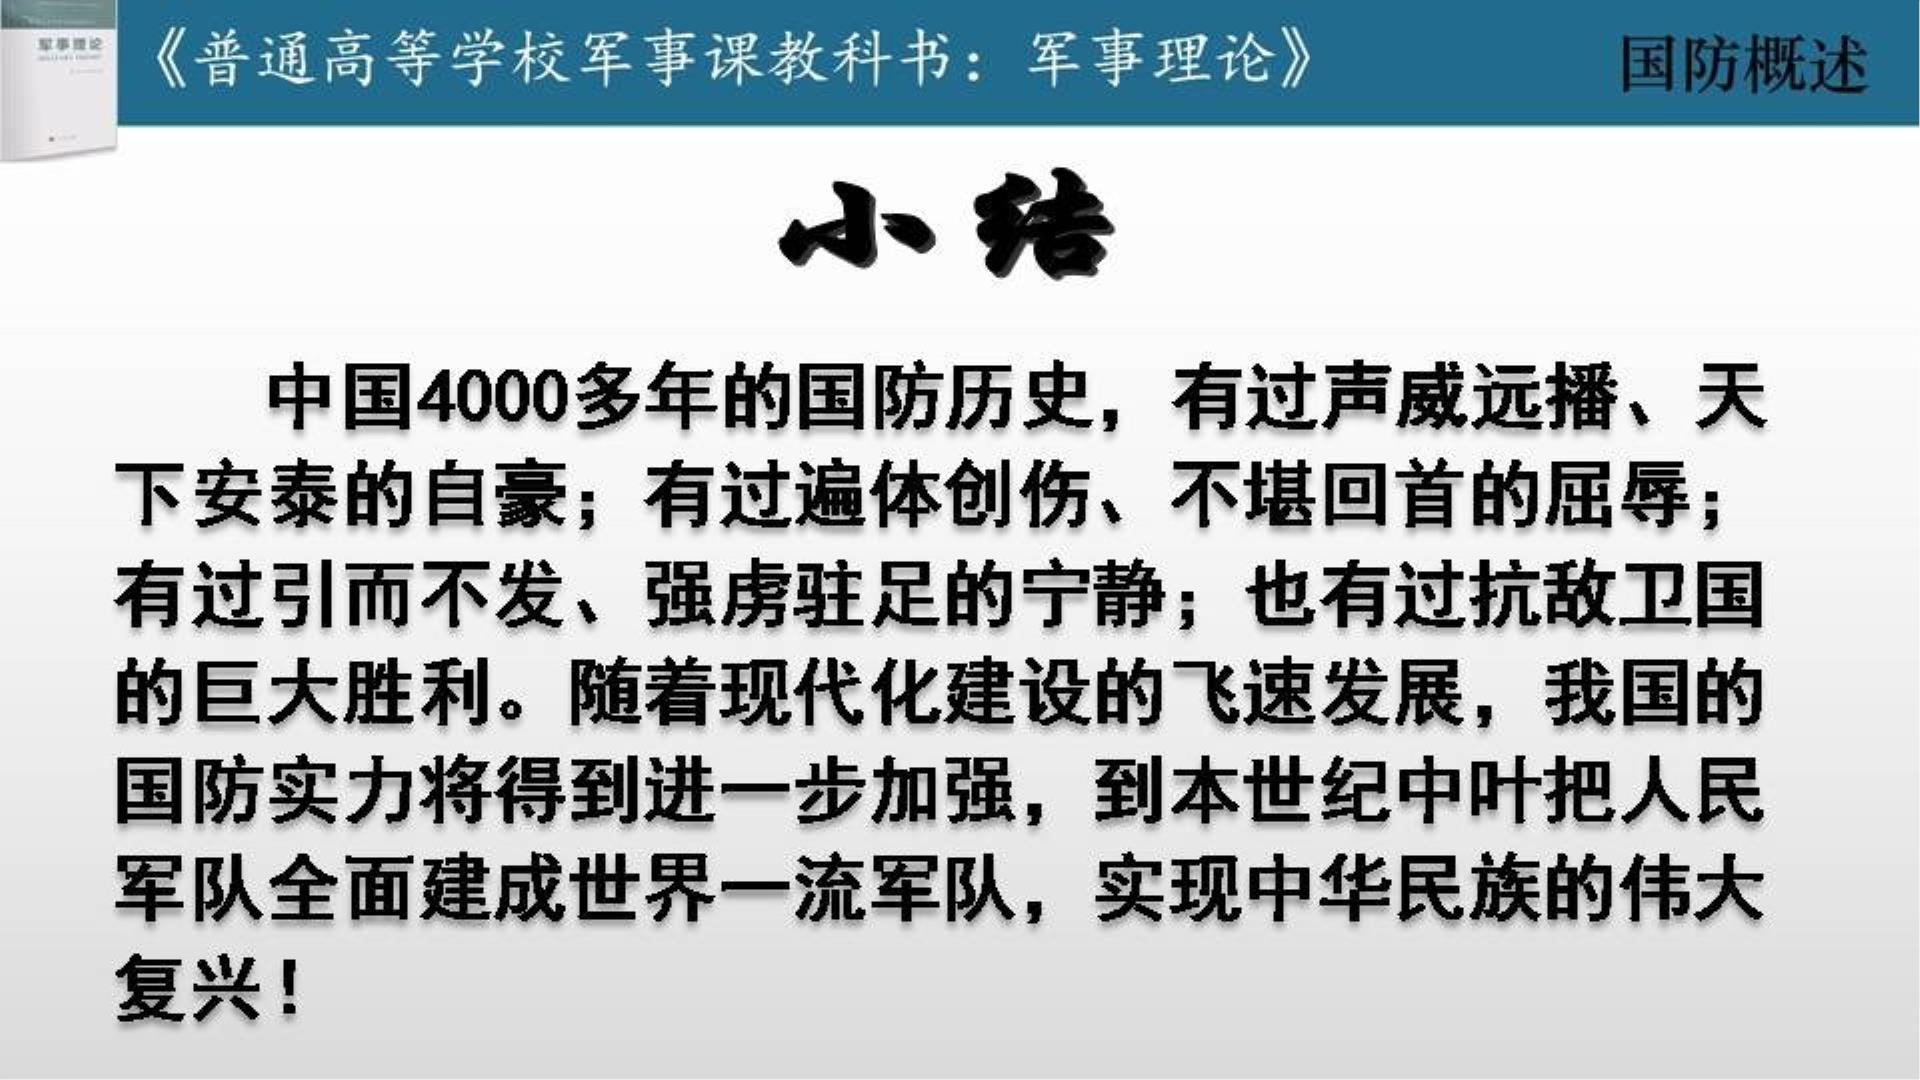 军事理论
《普通高等学校军事课教科书：军事理论》
国防概述
小结
中国4000多年的国防历史，有过声威远播、天
下安泰的自豪；有过遍体创伤、不堪回首的屈辱；
有过引而不发、强虏驻足的宁静；也有过抗敌卫国
的巨大胜利。随着现代化建设的飞速发展，我国的
国防实力将得到进一步加强，到本世纪中叶把人民
军队全面建成世界一流军队，实现中华民族的伟大
复兴！